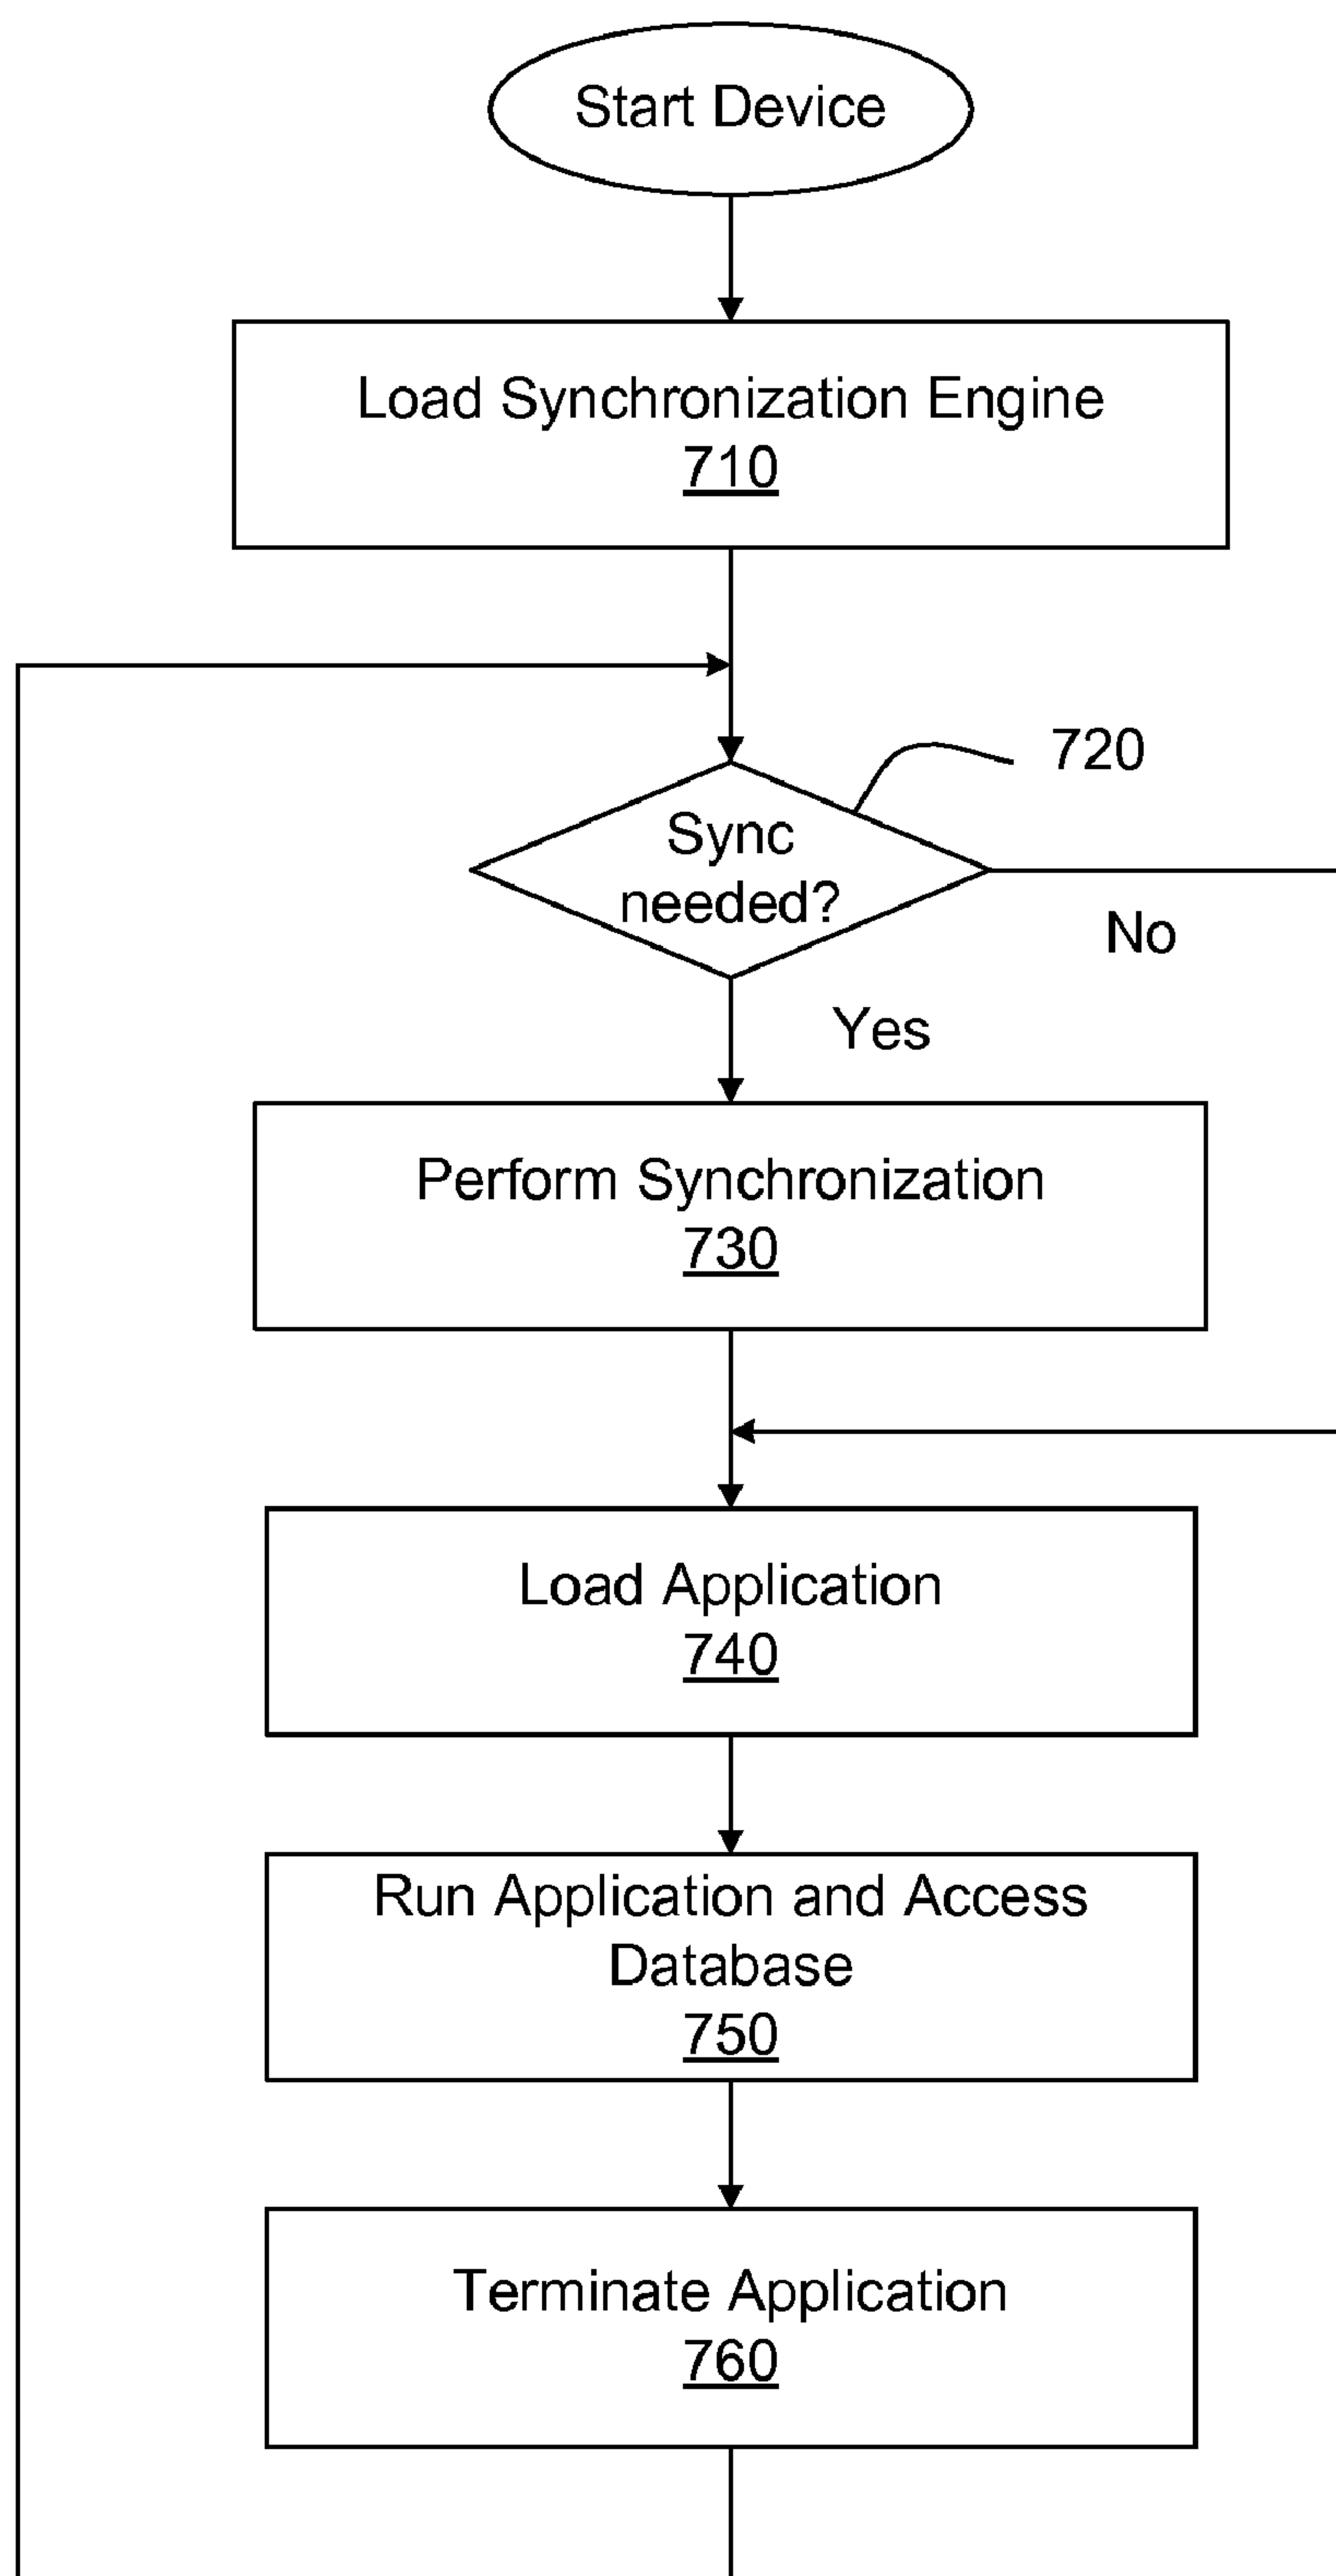 Start Device
Load Synchronization Engine
710
720
Sync
needed?
No
Yes
Perform Synchronization
730
Load Application
740
Run Application and Access
Database
750
Terminate Application
760